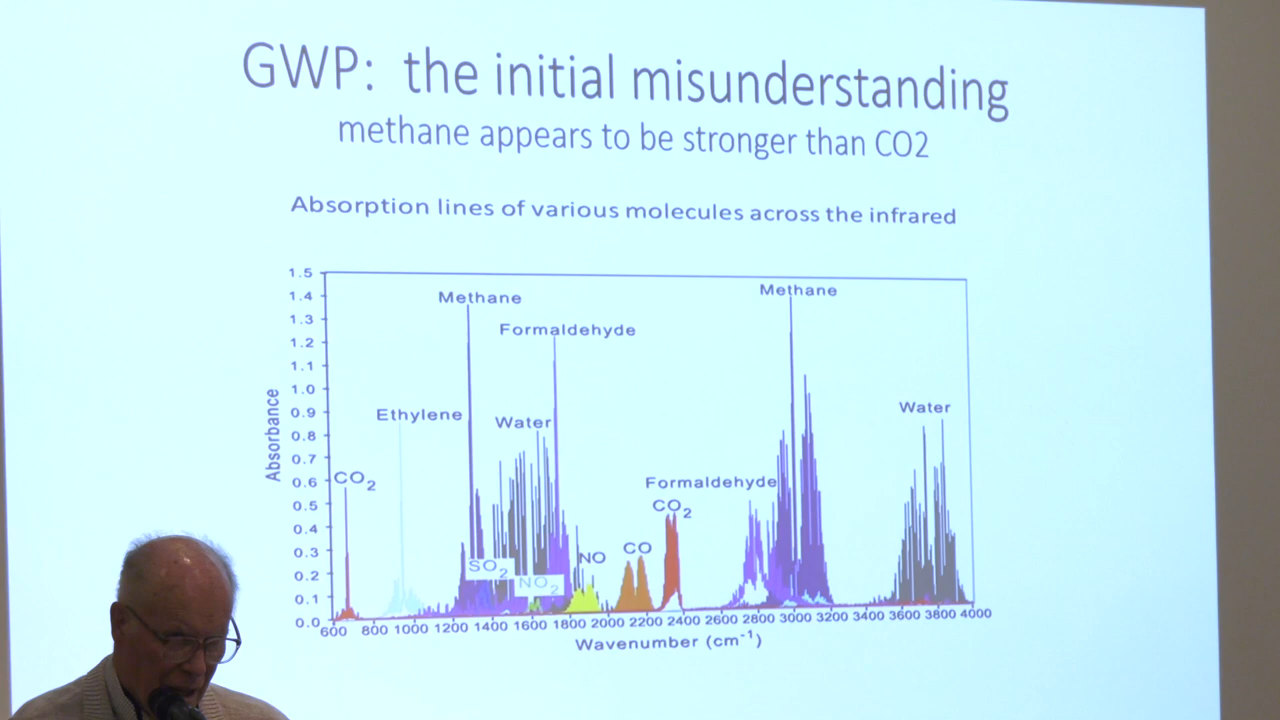 GWP: the initial misunderstanding
methane appears to be stronger than CO2
Absorption lines of various molecules across the infrared
1.5
1.4
1.3
1.2
1.1
1.0
0.9
0.8
0.7
0.6
0.5
0.4
0.3
0.2
0.1
0.0
Absorbance
Methane
Methane
Formaldehyde
Ethylene
Water
Water
CO2
Formaldehyde
CO2
SO2
NO2
NO
CO
600 800 1000 1200 1400 1600 1800 2000 2200 2400 2600 2800 3000 3200 3400 3600 3800 4000
Wavenumber (cm-1)